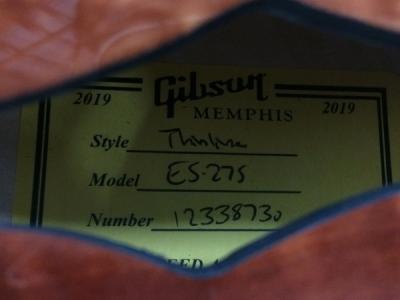 2019 Gibson 2019
MEMPHIS
Style Thinline
Model ES-275
Number 12338730